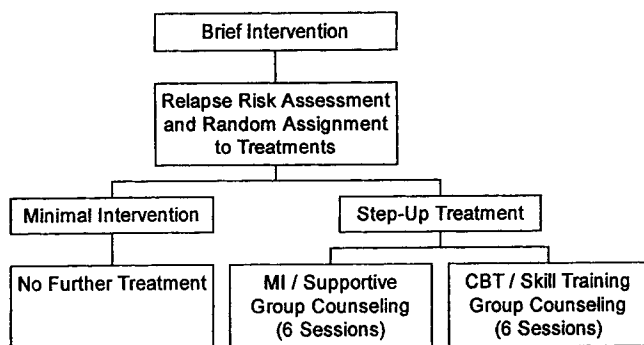 Brief Intervention
Relapse Risk Assessment
and Random Assignment
to Treatments
Minimal Intervention
Step-Up Treatment
No Further Treatment
MI / Supportive
Group Counseling
(6 Sessions)
CBT / Skill Training
Group Counseling
(6 Sessions)